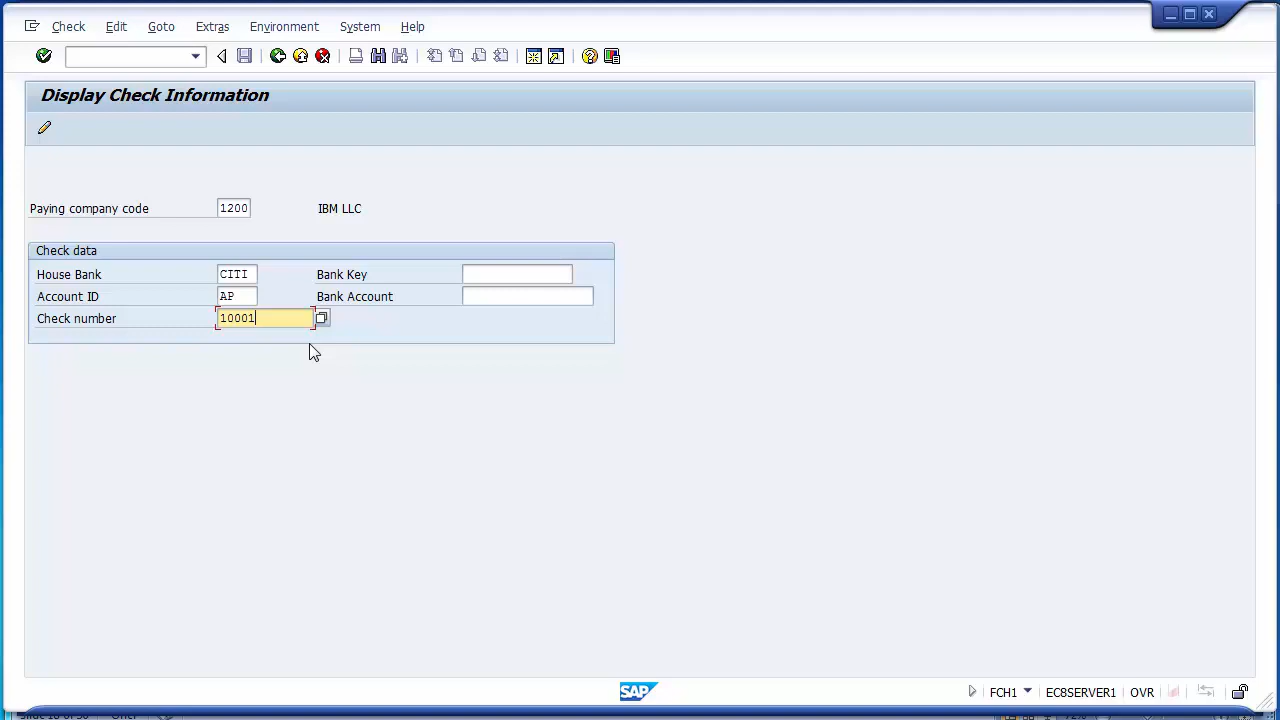 Check Edit Goto Extras Environment System Help
Display Check Information
Paying company code 1200 IBM LLC
Check data
House Bank CITI Bank Key
Account ID AP Bank Account
Check number 10001
SAP FCH1 EC8SERVER1 OVR